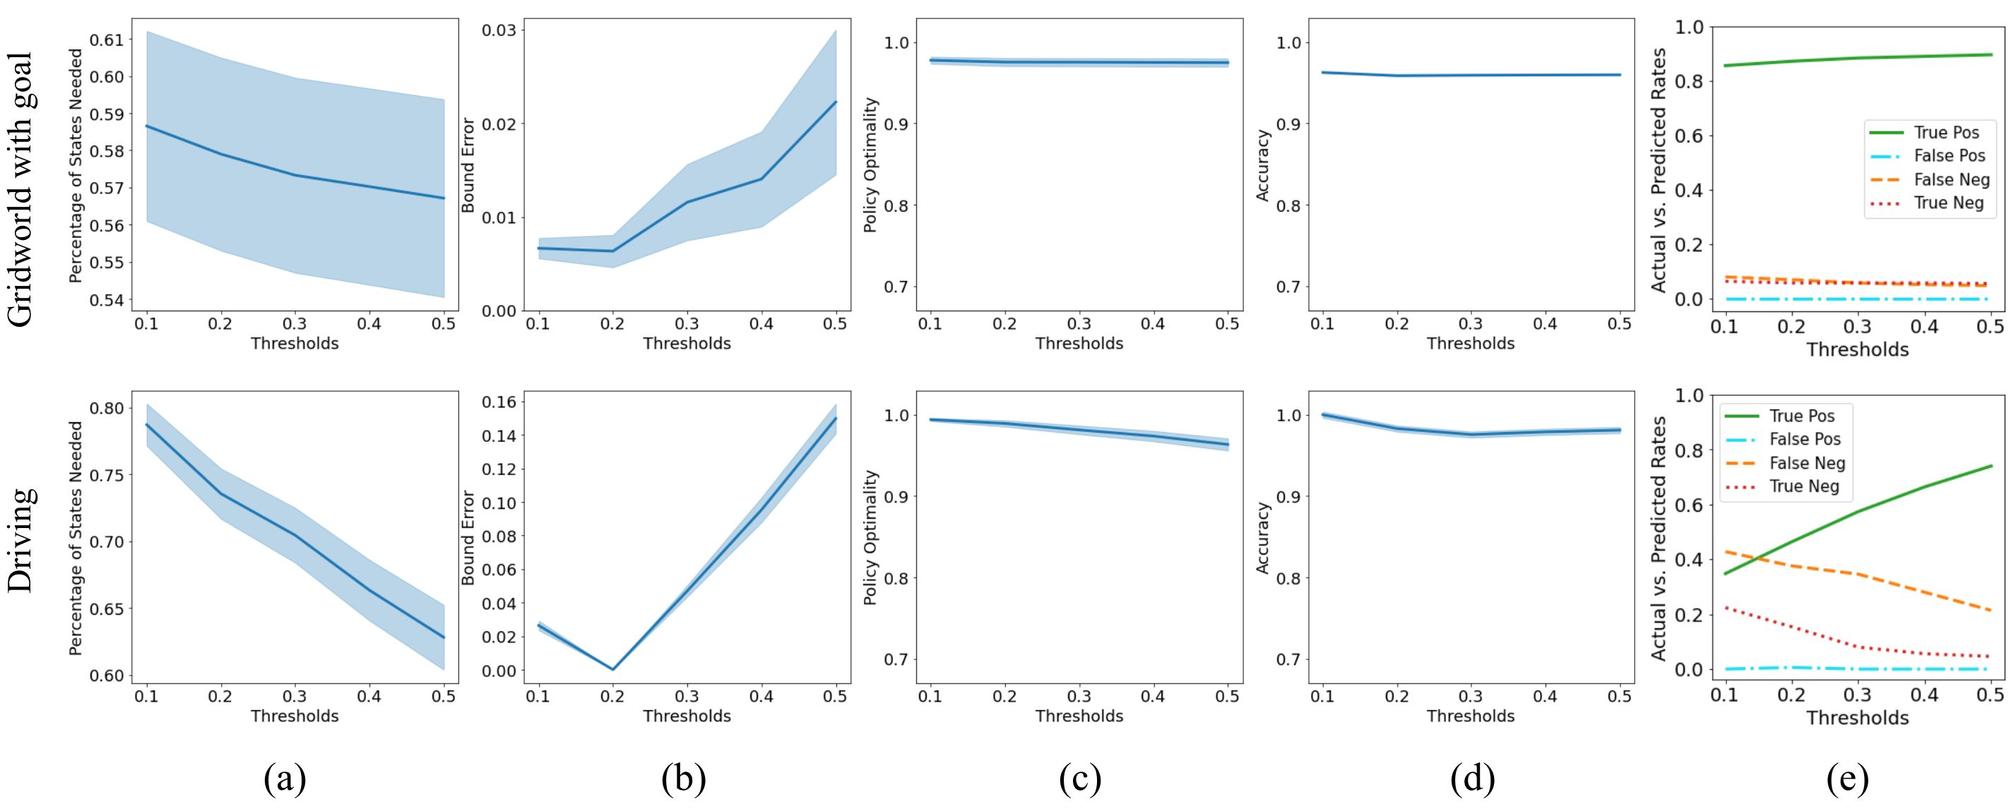 Gridworld with goal
Percentage of States Needed
0.61
0.60
0.59
0.58
0.57
0.56
0.55
0.54
0.1 0.2 0.3 0.4 0.5
Thresholds
Bound Error
0.03
0.02
0.01
0.00
0.1 0.2 0.3 0.4 0.5
Thresholds
Policy Optimality
1.0
0.9
0.8
0.7
0.1 0.2 0.3 0.4 0.5
Thresholds
Accuracy
1.0
0.9
0.8
0.7
0.1 0.2 0.3 0.4 0.5
Thresholds
Actual vs. Predicted Rates
1.0
0.8
0.6
0.4
0.2
0.0
True Pos
False Pos
False Neg
True Neg
0.1 0.2 0.3 0.4 0.5
Thresholds
Driving
Percentage of States Needed
0.80
0.75
0.70
0.65
0.60
0.1 0.2 0.3 0.4 0.5
Thresholds
Bound Error
0.16
0.14
0.12
0.10
0.08
0.06
0.04
0.02
0.00
0.1 0.2 0.3 0.4 0.5
Thresholds
Policy Optimality
1.0
0.9
0.8
0.7
0.1 0.2 0.3 0.4 0.5
Thresholds
Accuracy
1.0
0.9
0.8
0.7
0.1 0.2 0.3 0.4 0.5
Thresholds
Actual vs. Predicted Rates
1.0
0.8
0.6
0.4
0.2
0.0
True Pos
False Pos
False Neg
True Neg
0.1 0.2 0.3 0.4 0.5
Thresholds
(a) (b) (c) (d) (e)